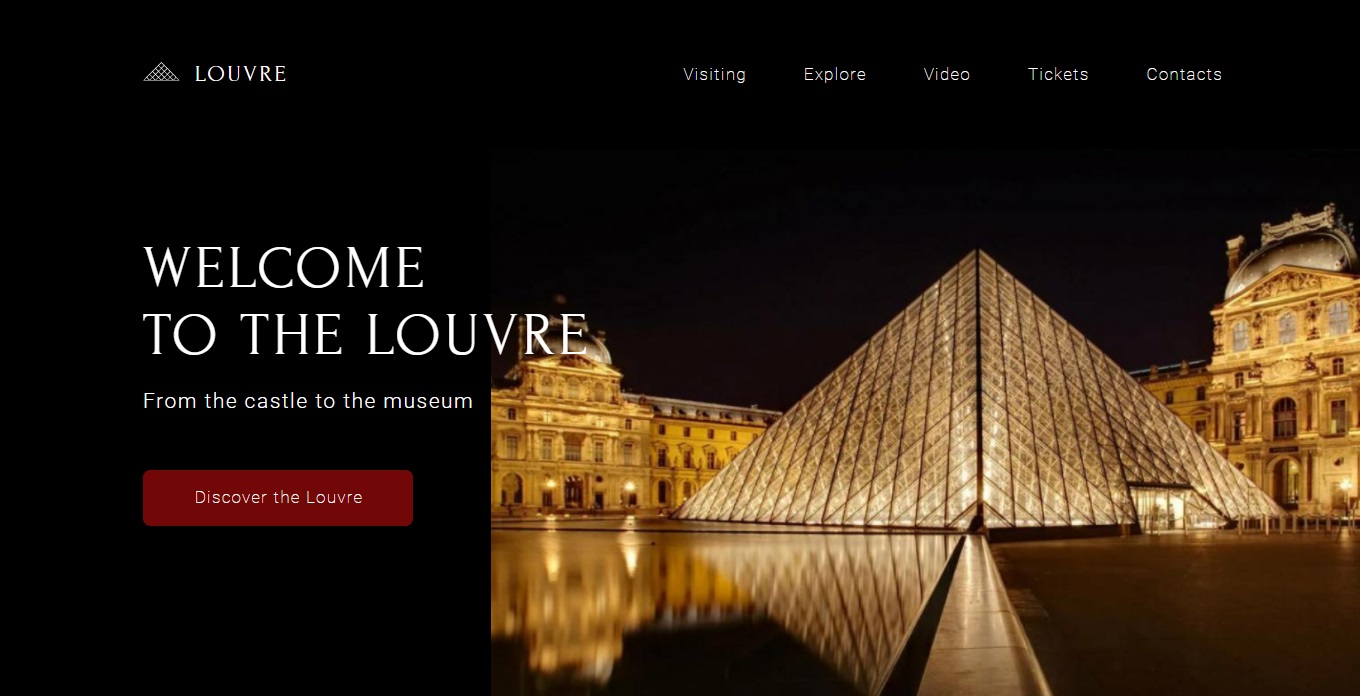 LOUVRE
Visiting Explore Video Tickets Contacts
WELCOME
TO THE LOUVRE
From the castle to the museum
Discover the Louvre